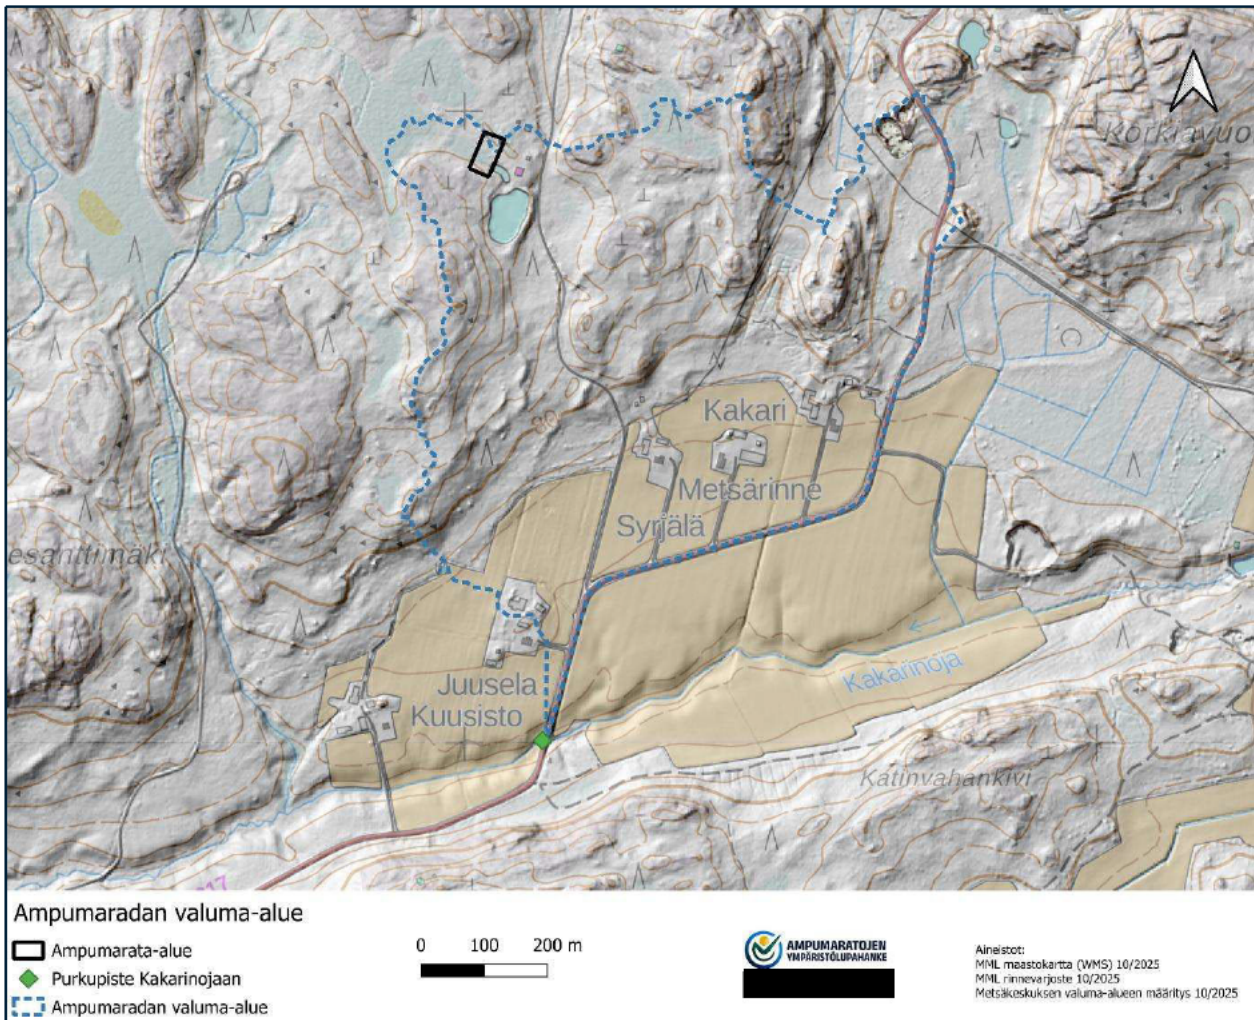 Korkiavuo
Kakari
Metsärinne
Syrjälä
esanttimäki
Kakarinoja
Juusela
Kuusisto
Katinvahankivi
Ampumaradan valuma-alue
Ampumarata-alue
Purkupiste Kakarinojaan
Ampumaradan valuma-alue
0 100 200 m
AMPUMARATOJEN
YMPÄRISTÖLUPAHANKE
Aineistot:
MML maastokartta (WMS) 10/2025
MML rinnevarjoste 10/2025
Metsäkeskuksen valuma-alueen määritys 10/2025